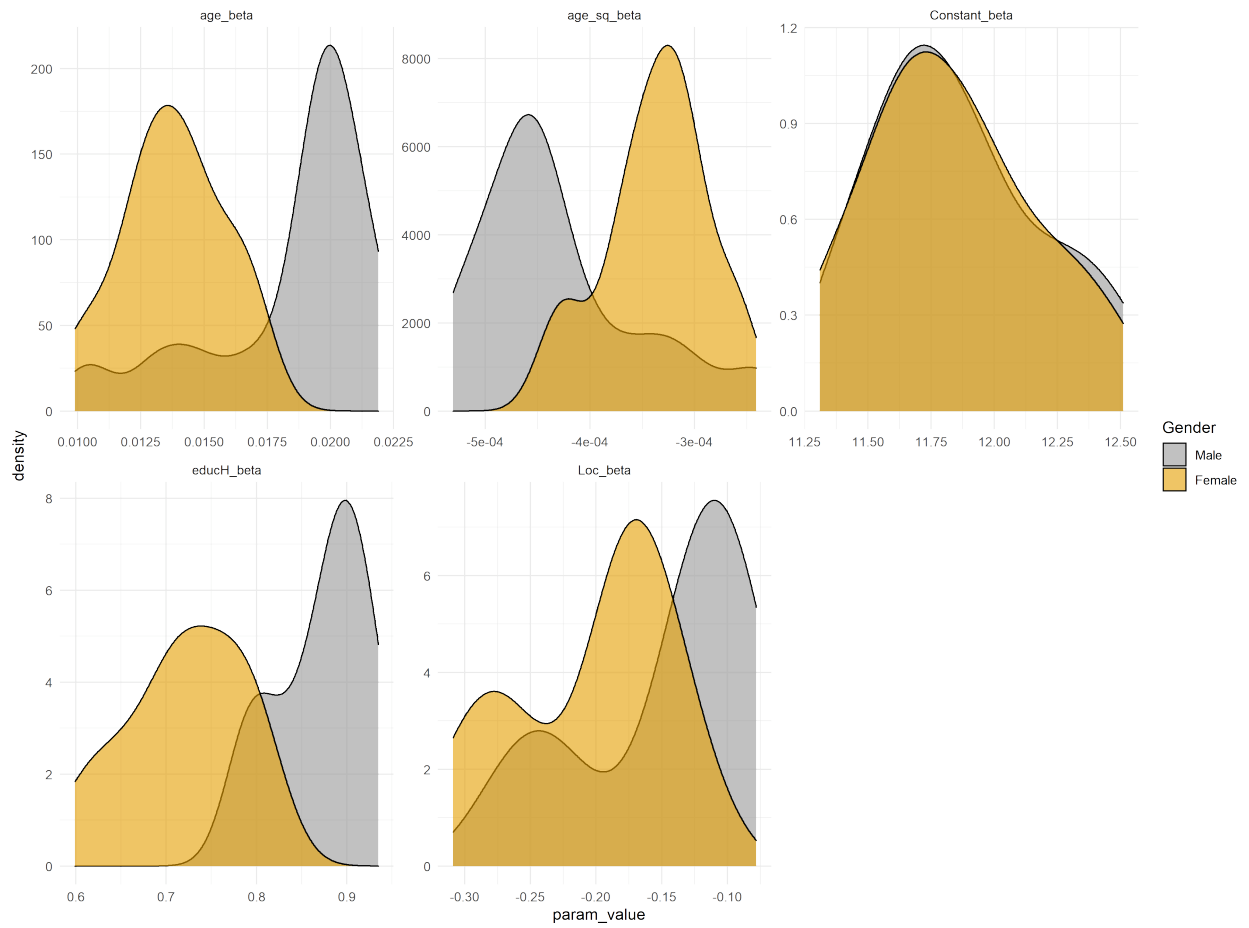 age_beta
age_sq_beta
Constant_beta
200
150
100
50
0
8000
6000
4000
2000
0
1.2
0.9
0.6
0.3
0.0
0.0100 0.0125 0.0150 0.0175 0.0200 0.0225
-5e-04 -4e-04 -3e-04
11.25 11.50 11.75 12.00 12.25 12.50
density
Gender
Male
Female
educH_beta
Loc_beta
8
6
4
2
0
6
4
2
0
0.6 0.7 0.8 0.9
-0.30 -0.25 -0.20 -0.15 -0.10
param_value